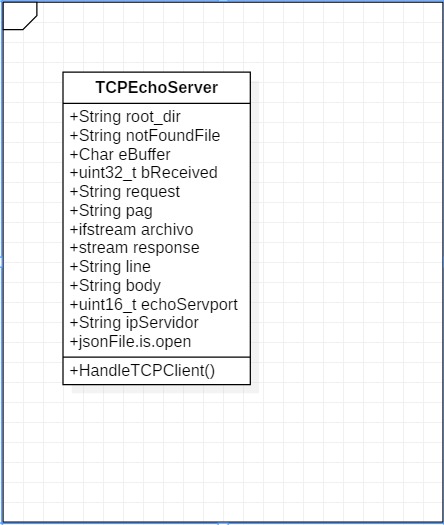 TCPEchoServer
+String root_dir
+String notFoundFile
+Char eBuffer
+uint32_t bReceived
+String request
+String pag
+ifstream archivo
+stream response
+String line
+String body
+uint16_t echoServport
+String ipServidor
+jsonFile.is.open
+HandleTCPClient()